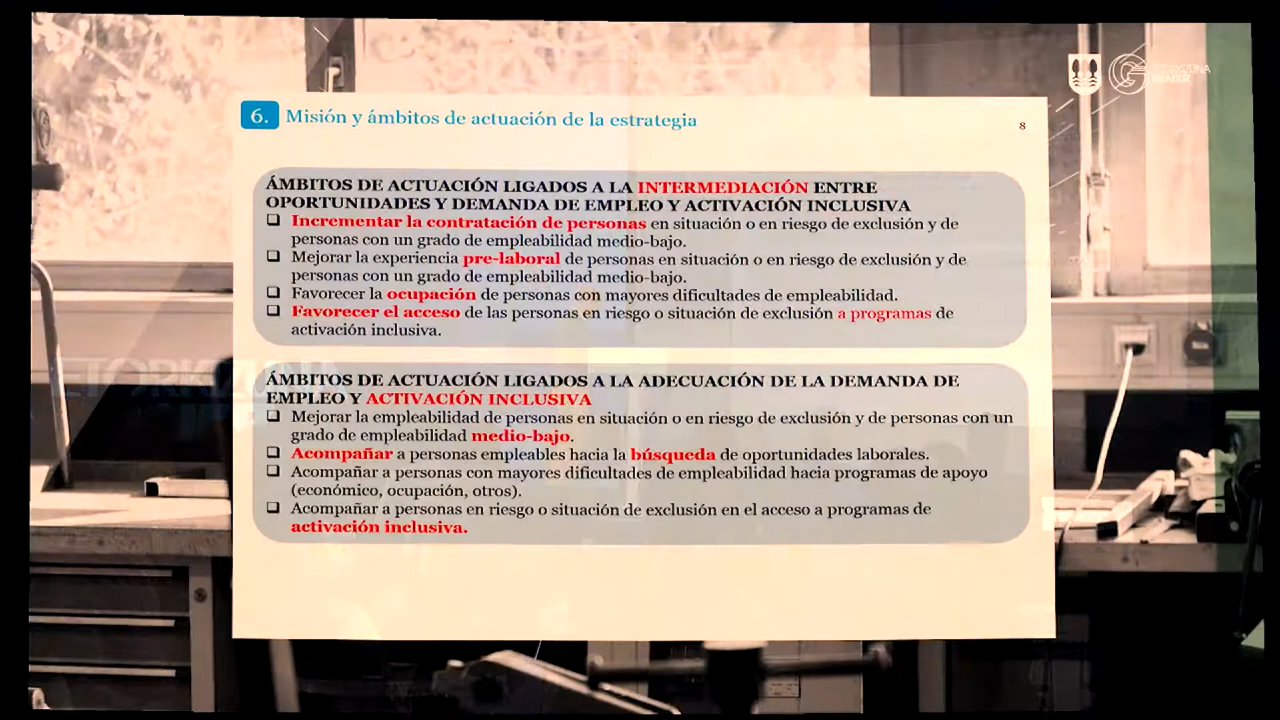 6. Misión y ámbitos de actuación de la estrategia
8
ÁMBITOS DE ACTUACIÓN LIGADOS A LA INTERMEDIACIÓN ENTRE
OPORTUNIDADES Y DEMANDA DE EMPLEO Y ACTIVACIÓN INCLUSIVA
❑ Incrementar la contratación de personas en situación o en riesgo de exclusión y de
personas con un grado de empleabilidad medio-bajo.
❑ Mejorar la experiencia pre-laboral de personas en situación o en riesgo de exclusión y de
personas con un grado de empleabilidad medio-bajo.
❑ Favorecer la ocupación de personas con mayores dificultades de empleabilidad.
❑ Favorecer el acceso de las personas en riesgo o situación de exclusión a programas de
activación inclusiva.
ÁMBITOS DE ACTUACIÓN LIGADOS A LA ADECUACIÓN DE LA DEMANDA DE
EMPLEO Y ACTIVACIÓN INCLUSIVA
❑ Mejorar la empleabilidad de personas en situación o en riesgo de exclusión y de personas con un
grado de empleabilidad medio-bajo.
❑ Acompañar a personas empleables hacia la búsqueda de oportunidades laborales.
❑ Acompañar a personas con mayores dificultades de empleabilidad hacia programas de apoyo
(económico, ocupación, otros).
❑ Acompañar a personas en riesgo o situación de exclusión en el acceso a programas de
activación inclusiva.